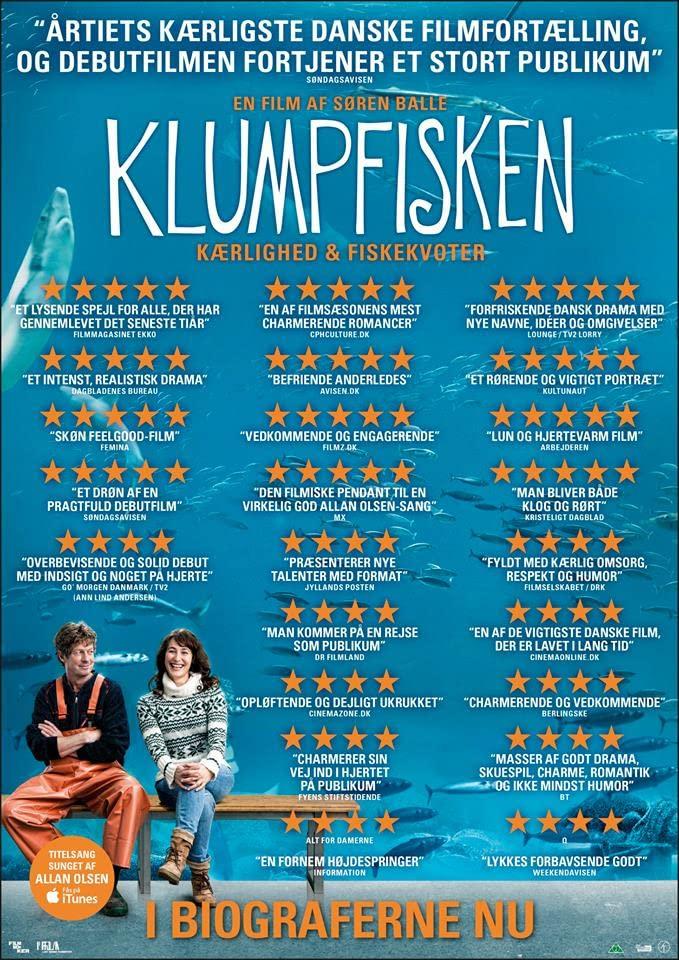 "ÅRTIETS KÆRLIGSTE DANSKE FILMFORTÆLLING,
OG DEBUTFILMEN FORTJENER ET STORT PUBLIKUM"
SØNDAGSAVISEN
EN FILM AF SØREN BALLE
KLUMPFISKEN
KÆRLIGHED & FISKEKVOTER
"ET LYSENDE SPEJL FOR ALLE, DER HAR
GENNEMLEVET DET SENESTE TIÅR"
FILMMAGASINET EKKO
"EN AF FILMSÆSONENS MEST
CHARMERENDE ROMANCER"
CPHCULTURE.DK
"FORFRISKENDE DANSK DRAMA MED
NYE NAVNE, IDÉER OG OMGIVELSER"
LOUNGE / TV2 LORRY
"ET INTENST, REALISTISK DRAMA"
DAGBLADENES BUREAU
"BEFRIENDE ANDERLEDES"
AVISEN.DK
"ET RØRENDE OG VIGTIGT PORTRÆT"
KULTUNAUT
"SKØN FEELGOOD-FILM"
FEMINA
"VEDKOMMENDE OG ENGAGERENDE"
FILMZ.DK
"LUN OG HJERTEVARM FILM"
ARBEJDEREN
"ET DRØN AF EN
PRAGTFULD DEBUTFILM"
SØNDAGSAVISEN
"DEN FILMISKE PENDANT TIL EN
VIRKELIG GOD ALLAN OLSEN-SANG"
MX
"MAN BLIVER BÅDE
KLOG OG RØRT"
KRISTELIGT DAGBLAD
"OVERBEVISENDE OG SOLID DEBUT
MED INDSIGT OG NOGET PÅ HJERTE"
GO' MORGEN DANMARK / TV2
(ANN LIND ANDERSEN)
"PRÆSENTERER NYE
TALENTER MED FORMAT"
JYLLANDS POSTEN
"FYLDT MED KÆRLIG OMSORG,
RESPEKT OG HUMOR"
FILMSELSKABET / DRK
"MAN KOMMER PÅ EN REJSE
SOM PUBLIKUM"
DR FILMLAND
"EN AF DE VIGTIGSTE DANSKE FILM,
DER ER LAVET I LANG TID"
CINEMAONLINE.DK
"OPLØFTENDE OG DEJLIGT UKRUKKET"
CINEMAZONE.DK
"CHARMERENDE OG VEDKOMMENDE"
BERLINGSKE
"CHARMERER SIN
VEJ IND I HJERTET
PÅ PUBLIKUM"
FYENS STIFTSTIDENDE
"MASSER AF GODT DRAMA,
SKUESPIL, CHARME, ROMANTIK
OG IKKE MINDST HUMOR"
BT
ALT FOR DAMERNE
Q
"EN FORNEM HØJDESPRINGER"
INFORMATION
"LYKKES FORBAVSENDE GODT"
WEEKENDAVISEN
TITELSANG
SUNGET AF
ALLAN OLSEN
Fås på
iTunes
I BIOGRAFERNE NU